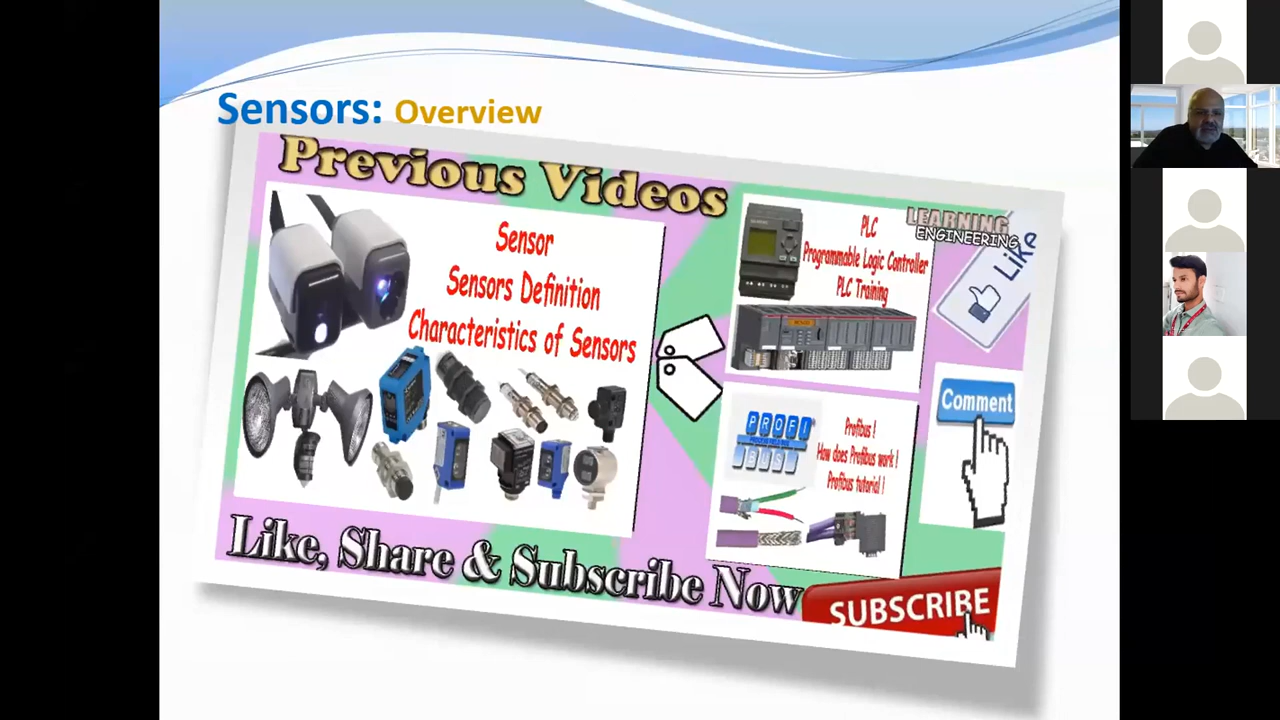 Sensors: Overview
Previous Videos
Sensor
Sensors Definition
Characteristics of Sensors
PLC
Programmable Logic Controller
PLC Training
LEARNING
ENGINEERING
Like
PROFI
BUS
Profibus !
How does Profibus work !
Profibus tutorial !
Comment
Like, Share & Subscribe Now
SUBSCRIBE